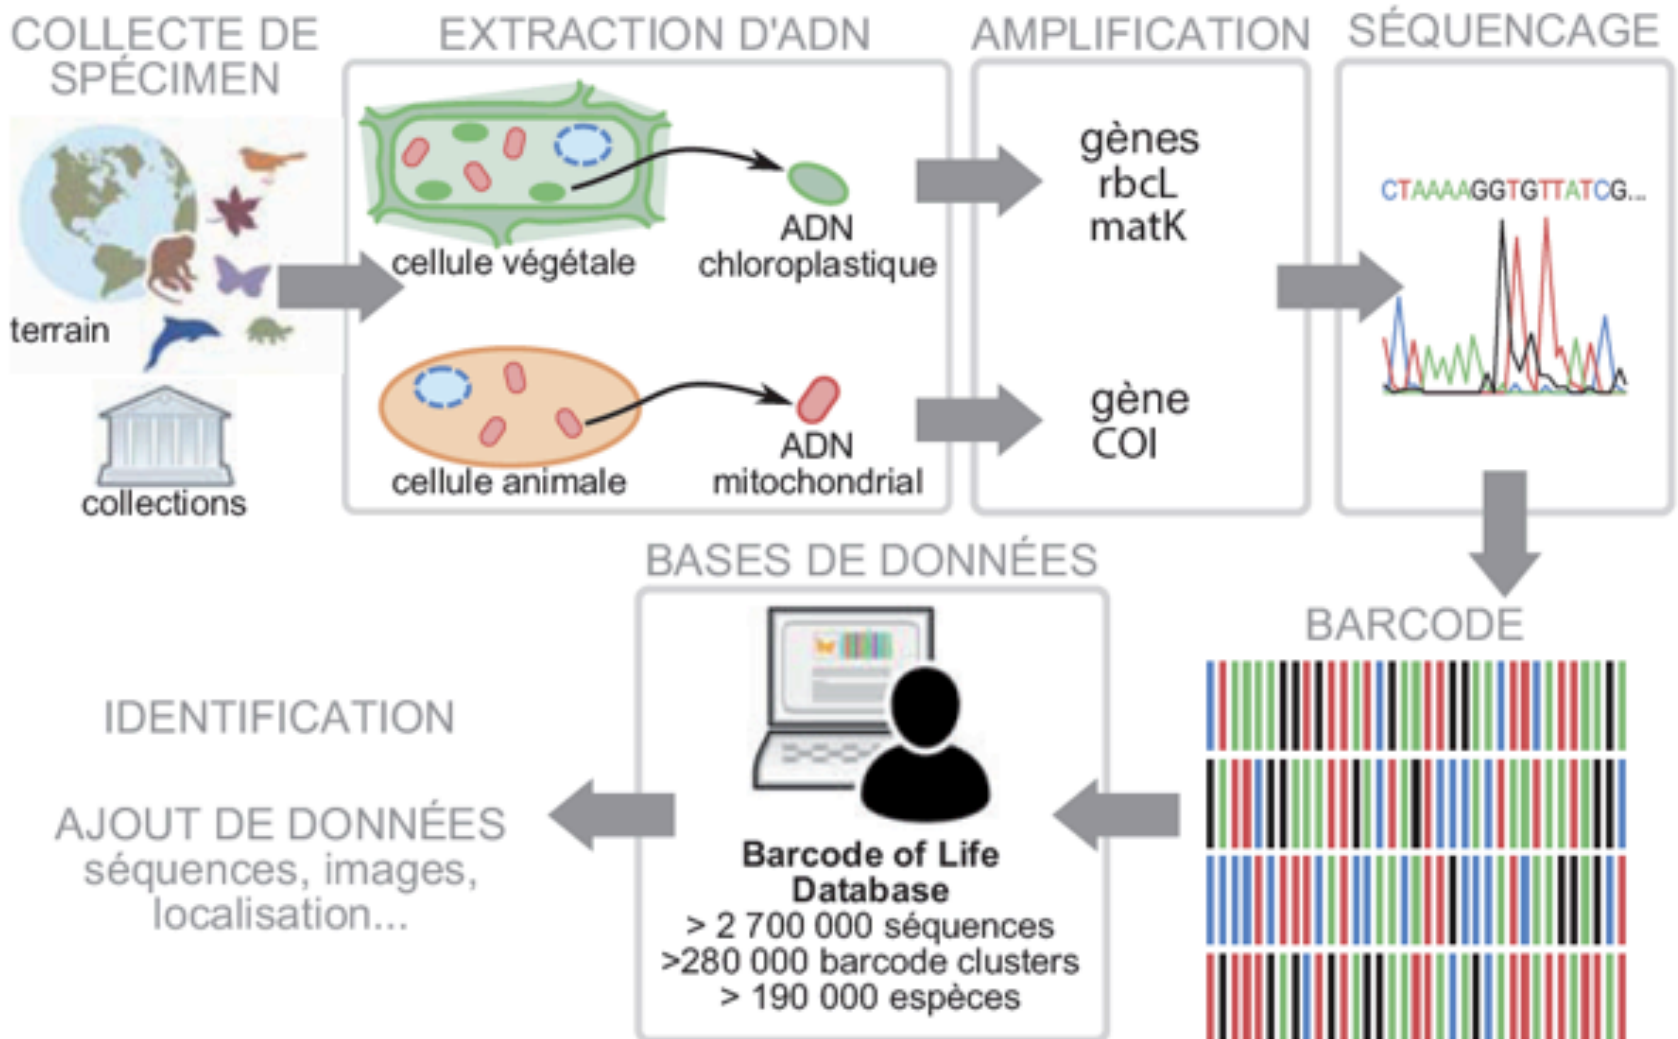 COLLECTE DE
SPÉCIMEN
terrain
collections
EXTRACTION D'ADN
cellule végétale
ADN
chloroplastique
cellule animale
ADN
mitochondrial
AMPLIFICATION
gènes
rbcL
matK
gène
COI
SÉQUENCAGE
CTAAAAGGTGTTATCG...
BARCODE
BASES DE DONNÉES
Barcode of Life
Database
> 2 700 000 séquences
>280 000 barcode clusters
> 190 000 espèces
IDENTIFICATION
AJOUT DE DONNÉES
séquences, images,
localisation...